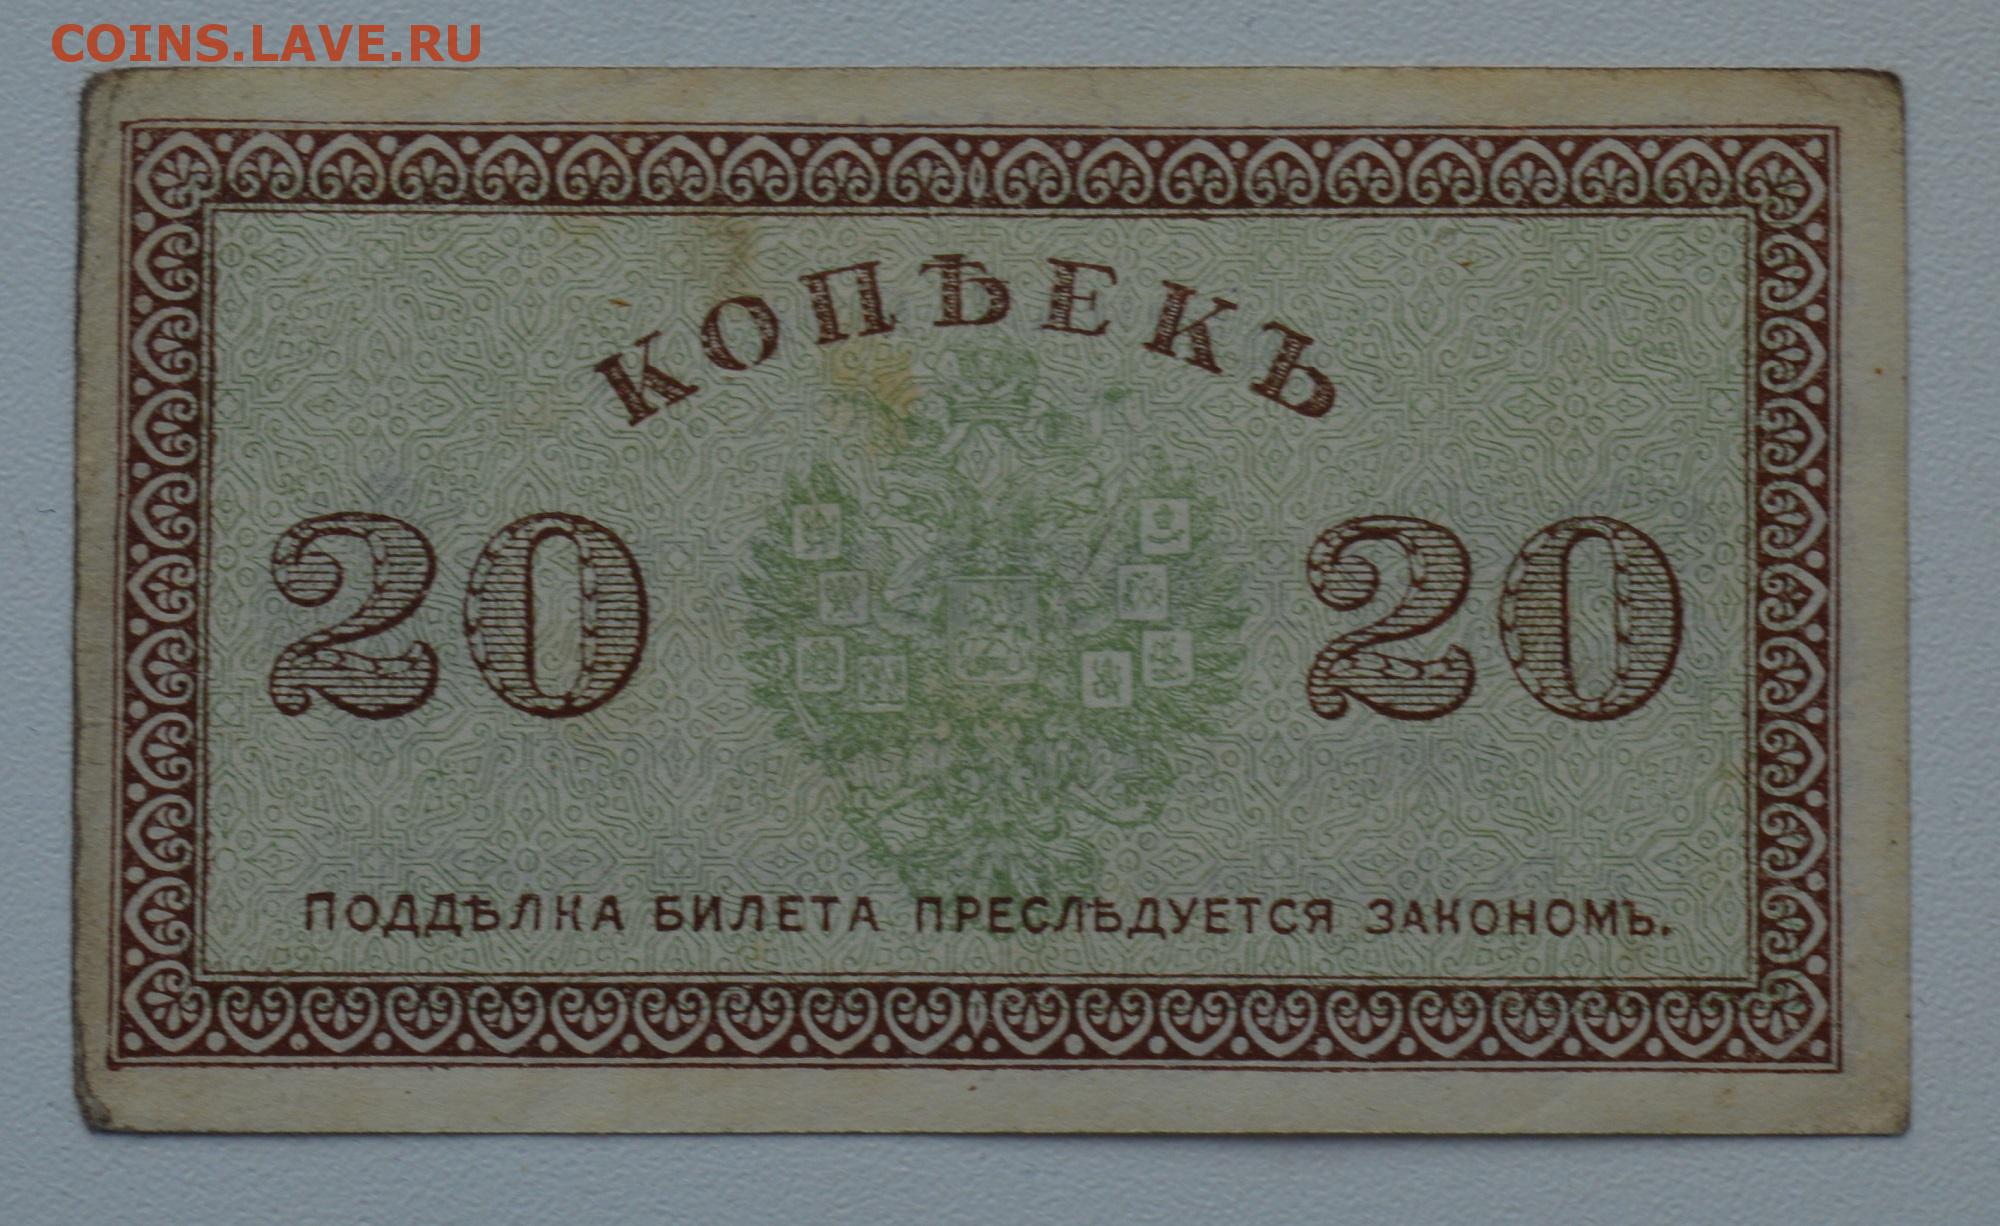 COINS.LAVE.RU
КОПѢЕКЪ
20 20
ПОДДѢЛКА БИЛЕТА ПРЕСЛѢДУЕТСЯ ЗАКОНОМЪ.